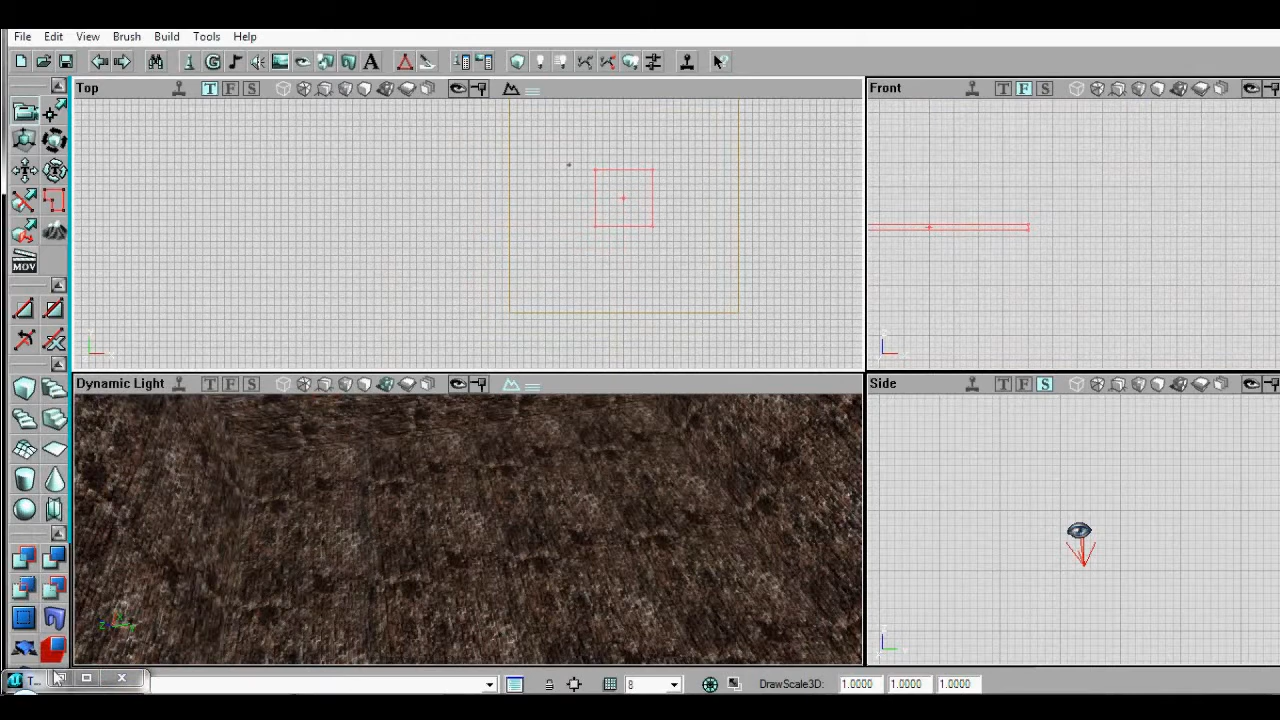 File Edit View Brush Build Tools Help
G A
MOV
Top T F S
Front T F S
Dynamic Light T F S
Side T F S
T...
8 DrawScale3D: 1.0000 1.0000 1.0000